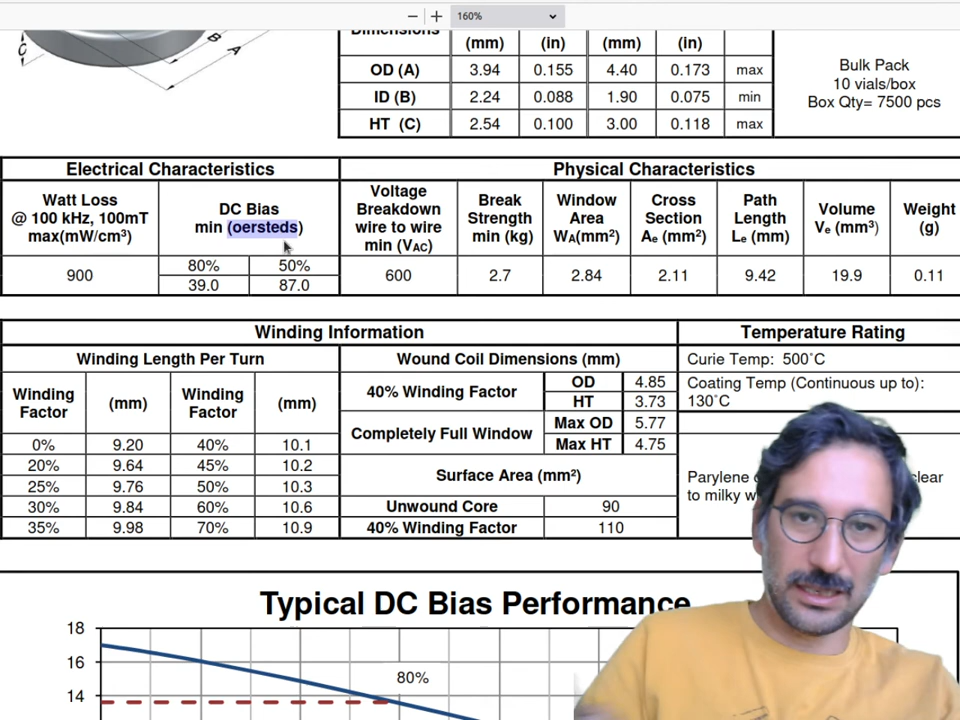 160%
C
B
A
Dimensions
(mm) (in) (mm) (in)
OD (A) 3.94 0.155 4.40 0.173 max
ID (B) 2.24 0.088 1.90 0.075 min
HT (C) 2.54 0.100 3.00 0.118 max
Bulk Pack
10 vials/box
Box Qty= 7500 pcs
Electrical Characteristics
Watt Loss
@ 100 kHz, 100mT
max(mW/cm³)
DC Bias
min (oersteds)
80% 50%
900 39.0 87.0
Physical Characteristics
Voltage
Breakdown
wire to wire
min (VAC)
Break
Strength
min (kg)
Window
Area
WA(mm²)
Cross
Section
Ae (mm²)
Path
Length
Le (mm)
Volume
Ve (mm³)
Weight
(g)
600 2.7 2.84 2.11 9.42 19.9 0.11
Winding Information
Winding Length Per Turn
Winding
Factor
(mm)
Winding
Factor
(mm)
0% 9.20 40% 10.1
20% 9.64 45% 10.2
25% 9.76 50% 10.3
30% 9.84 60% 10.6
35% 9.98 70% 10.9
Wound Coil Dimensions (mm)
40% Winding Factor
OD 4.85
HT 3.73
Completely Full Window
Max OD 5.77
Max HT 4.75
Surface Area (mm²)
Unwound Core 90
40% Winding Factor 110
Temperature Rating
Curie Temp: 500°C
Coating Temp (Continuous up to):
130°C
Parylene clear
to milky
Typical DC Bias Performance
18
16
14
80%